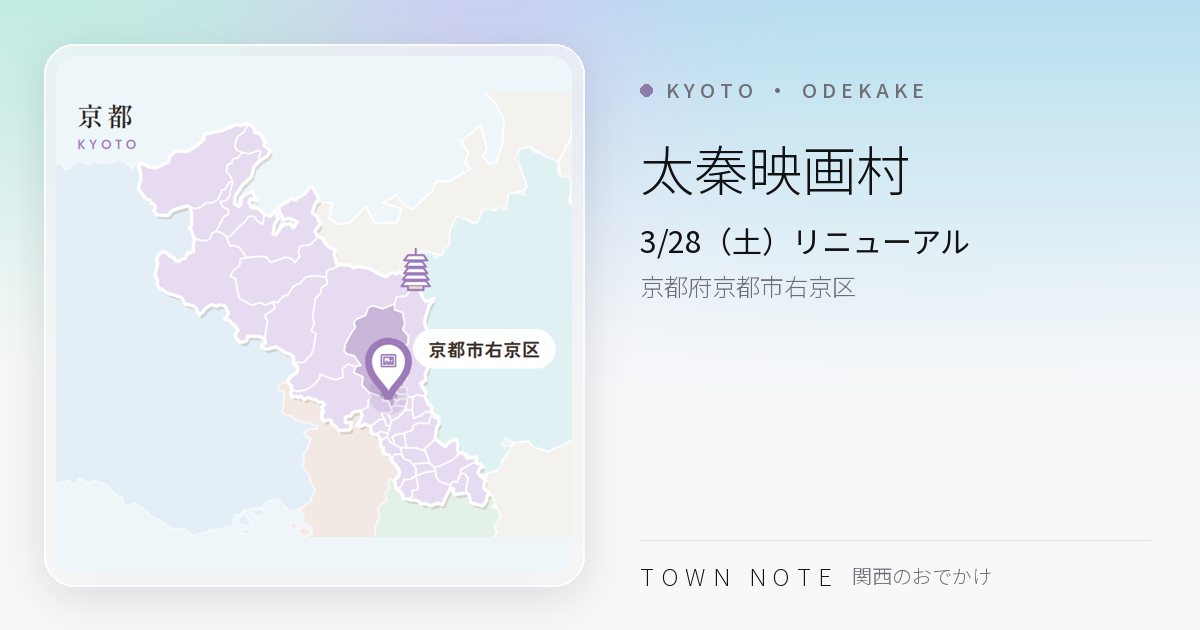 京都
KYOTO
京都市右京区
KYOTO • ODEKAKE
太秦映画村
3/28（土）リニューアル
京都府京都市右京区
TOWN NOTE 関西のおでかけ